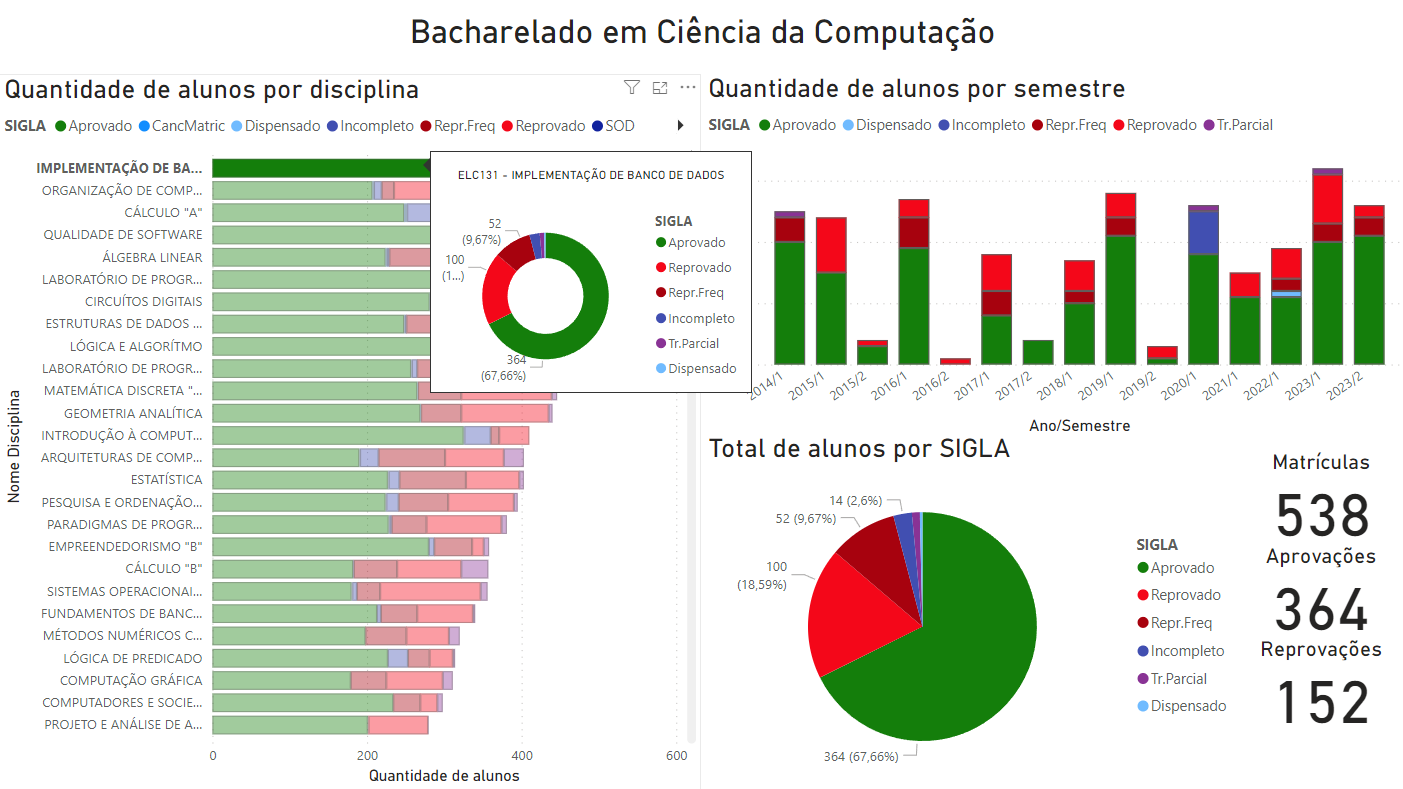 Bacharelado em Ciência da Computação
Quantidade de alunos por disciplina
SIGLA Aprovado CancMatric Dispensado Incompleto Repr.Freq Reprovado SOD
Nome Disciplina
IMPLEMENTAÇÃO DE BA...
ORGANIZAÇÃO DE COMP...
CÁLCULO "A"
QUALIDADE DE SOFTWARE
ÁLGEBRA LINEAR
LABORATÓRIO DE PROGR...
CIRCUÍTOS DIGITAIS
ESTRUTURAS DE DADOS ...
LÓGICA E ALGORÍTMO
LABORATÓRIO DE PROGR...
MATEMÁTICA DISCRETA "...
GEOMETRIA ANALÍTICA
INTRODUÇÃO À COMPUT...
ARQUITETURAS DE COMP...
ESTATÍSTICA
PESQUISA E ORDENAÇÃO...
PARADIGMAS DE PROGR...
EMPREENDEDORISMO "B"
CÁLCULO "B"
SISTEMAS OPERACIONAI...
FUNDAMENTOS DE BANC...
MÉTODOS NUMÉRICOS C...
LÓGICA DE PREDICADO
COMPUTAÇÃO GRÁFICA
COMPUTADORES E SOCIE...
PROJETO E ANÁLISE DE A...
0 200 400 600
Quantidade de alunos
ELC131 - IMPLEMENTAÇÃO DE BANCO DE DADOS
52
(9,67%)
100
(1...)
364
(67,66%)
SIGLA
Aprovado
Reprovado
Repr.Freq
Incompleto
Tr.Parcial
Dispensado
Quantidade de alunos por semestre
SIGLA Aprovado Dispensado Incompleto Repr.Freq Reprovado Tr.Parcial
2014/1 2015/1 2015/2 2016/1 2016/2 2017/1 2017/2 2018/1 2019/1 2019/2 2020/1 2021/1 2022/1 2023/1 2023/2
Ano/Semestre
Total de alunos por SIGLA
14 (2,6%)
52 (9,67%)
100
(18,59%)
364 (67,66%)
SIGLA
Aprovado
Reprovado
Repr.Freq
Incompleto
Tr.Parcial
Dispensado
Matrículas
538
Aprovações
364
Reprovações
152